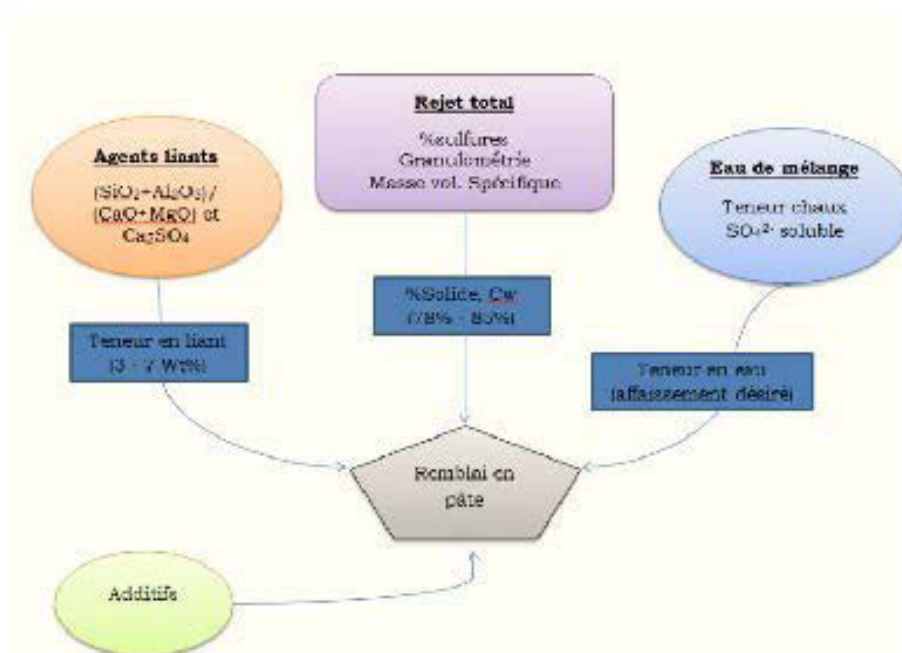 Rejet total
%sulfures
Granulométrie
Masse vol. Spécifique
Agents liants
(SiO₂+Al₂O₃)/
(CaO+MgO) et
Ca₂SO₄
Eau de mélange
Teneur chaux
SO₄²⁻ soluble
%Solide, Cw
(78% - 85%)
Teneur en liant
(3 - 7 Wt%)
Teneur en eau
(affaissement désiré)
Remblai en
pâte
Additifs